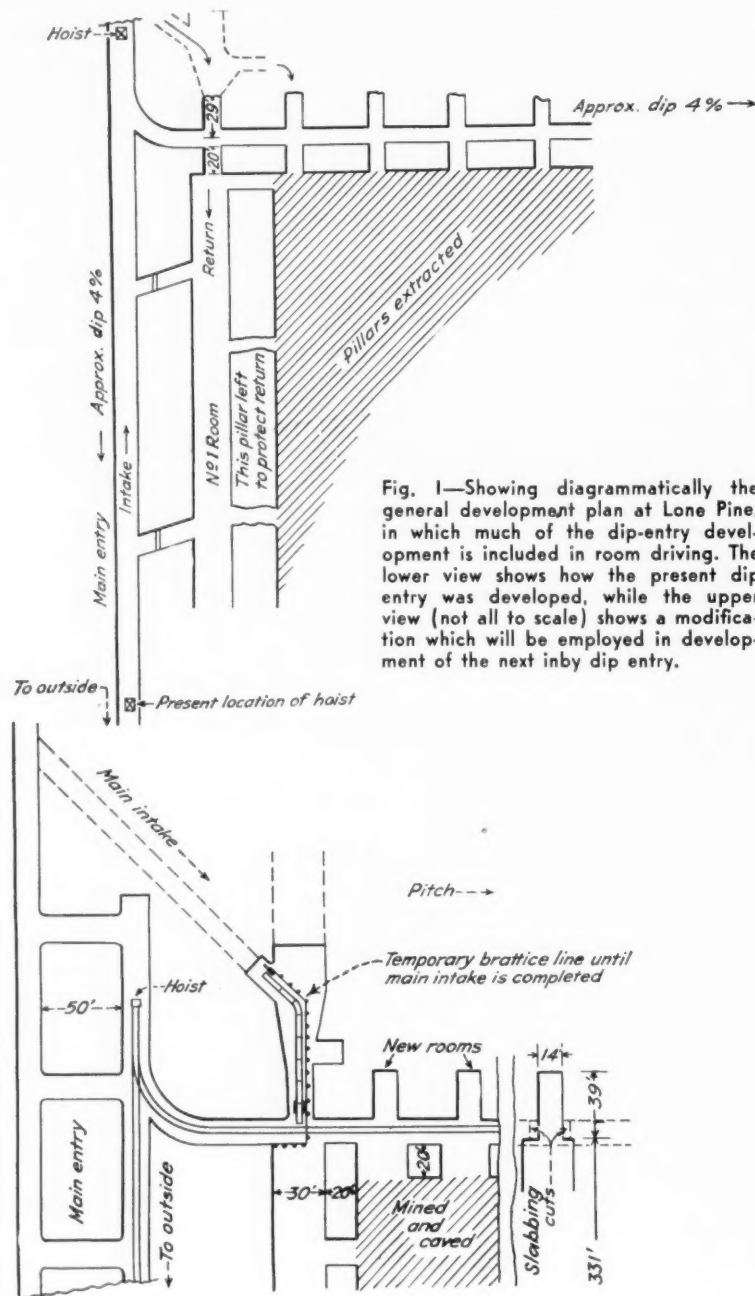 Hoist
Approx. dip 4%
29'
20'
Return
Approx. dip 4%
Intake
Main entry
Nº1 Room
This pillar left
to protect return
Pillars extracted
Fig. 1—Showing diagrammatically the
general development plan at Lone Pine,
in which much of the dip-entry devel-
opment is included in room driving. The
lower view shows how the present dip
entry was developed, while the upper
view (not all to scale) shows a modifica-
tion which will be employed in develop-
ment of the next inby dip entry.
To outside
Present location of hoist
Main intake
Pitch
Temporary brattice line until
main intake is completed
Hoist
50'
New rooms
14'
39'
Main entry
To outside
30'
20'
20'
Mined
and
caved
Slabbing
cuts
331'